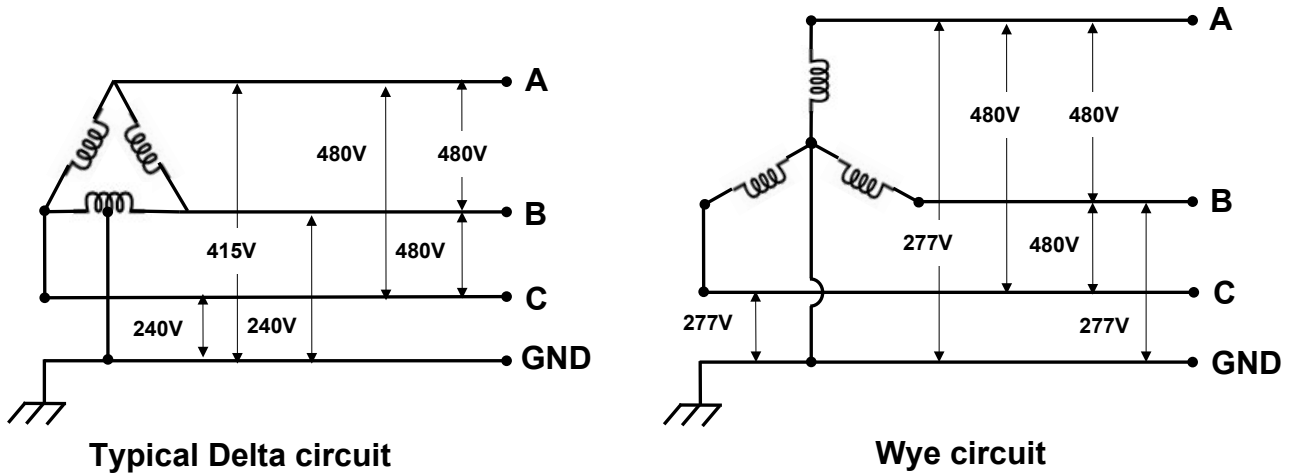 A
480V
480V
B
415V
480V
C
240V
240V
GND
Typical Delta circuit
A
480V
480V
B
277V
480V
C
277V
277V
GND
Wye circuit